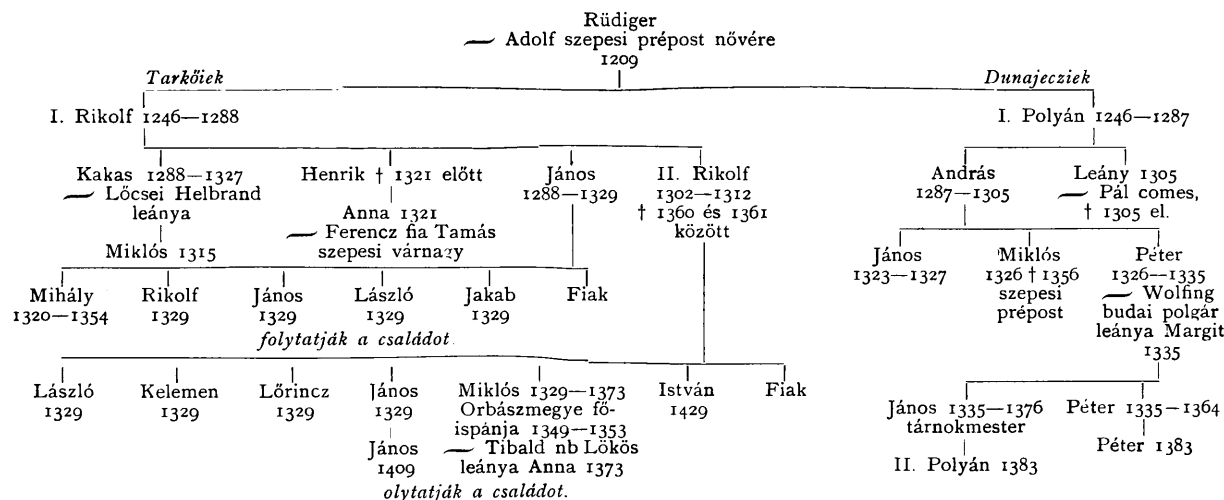 Rüdiger
⁓ Adolf szepesi prépost nővére
1209
Tarkőiek
Dunajecziek
I. Rikolf 1246—1288
I. Polyán 1246—1287
Kakas 1288—1327
⁓ Lőcsei Helbrand
leánya
Miklós 1315
Henrik † 1321 előtt
Anna 1321
⁓ Ferencz fia Tamás
szepesi várnagy
János
1288—1329
II. Rikolf
1302—1312
† 1360 és 1361
között
András
1287—1305
Leány 1305
⁓ Pál comes,
† 1305 el.
János
1323—1327
Miklós
1326 † 1356
szepesi
prépost
Péter
1326—1335
⁓ Wolfing
budai polgár
leánya Margit
1335
Mihály
1320—1354
Rikolf
1329
János
1329
László
1329
Jakab
1329
Fiak
folytatják a családot
László
1329
Kelemen
1329
Lőrincz
1329
János
1329
János
1409
Miklós 1329—1373
Orbászmegye fő-
ispánja 1349—1353
⁓ Tibald nb Lökös
leánya Anna 1373
István
1429
Fiak
olytatják a családot.
János 1335—1376
tárnokmester
II. Polyán 1383
Péter 1335—1364
Péter 1383